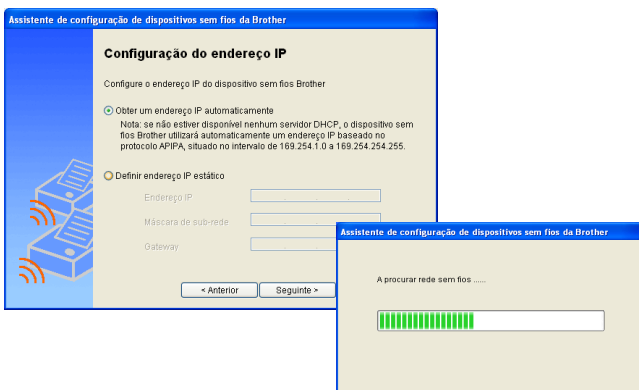 Assistente de configuração de dispositivos sem fios da Brother
Configuração do endereço IP
Configure o endereço IP do dispositivo sem fios Brother
Obter um endereço IP automaticamente
Nota: se não estiver disponível nenhum servidor DHCP, o dispositivo sem
fios Brother utilizará automaticamente um endereço IP baseado no
protocolo APIPA, situado no intervalo de 169.254.1.0 a 169.254.254.255.
Definir endereço IP estático
Endereço IP
Máscara de sub-rede
Gateway
< Anterior
Seguinte >
Assistente de configuração de dispositivos sem fios da Brother
A procurar rede sem fios ......